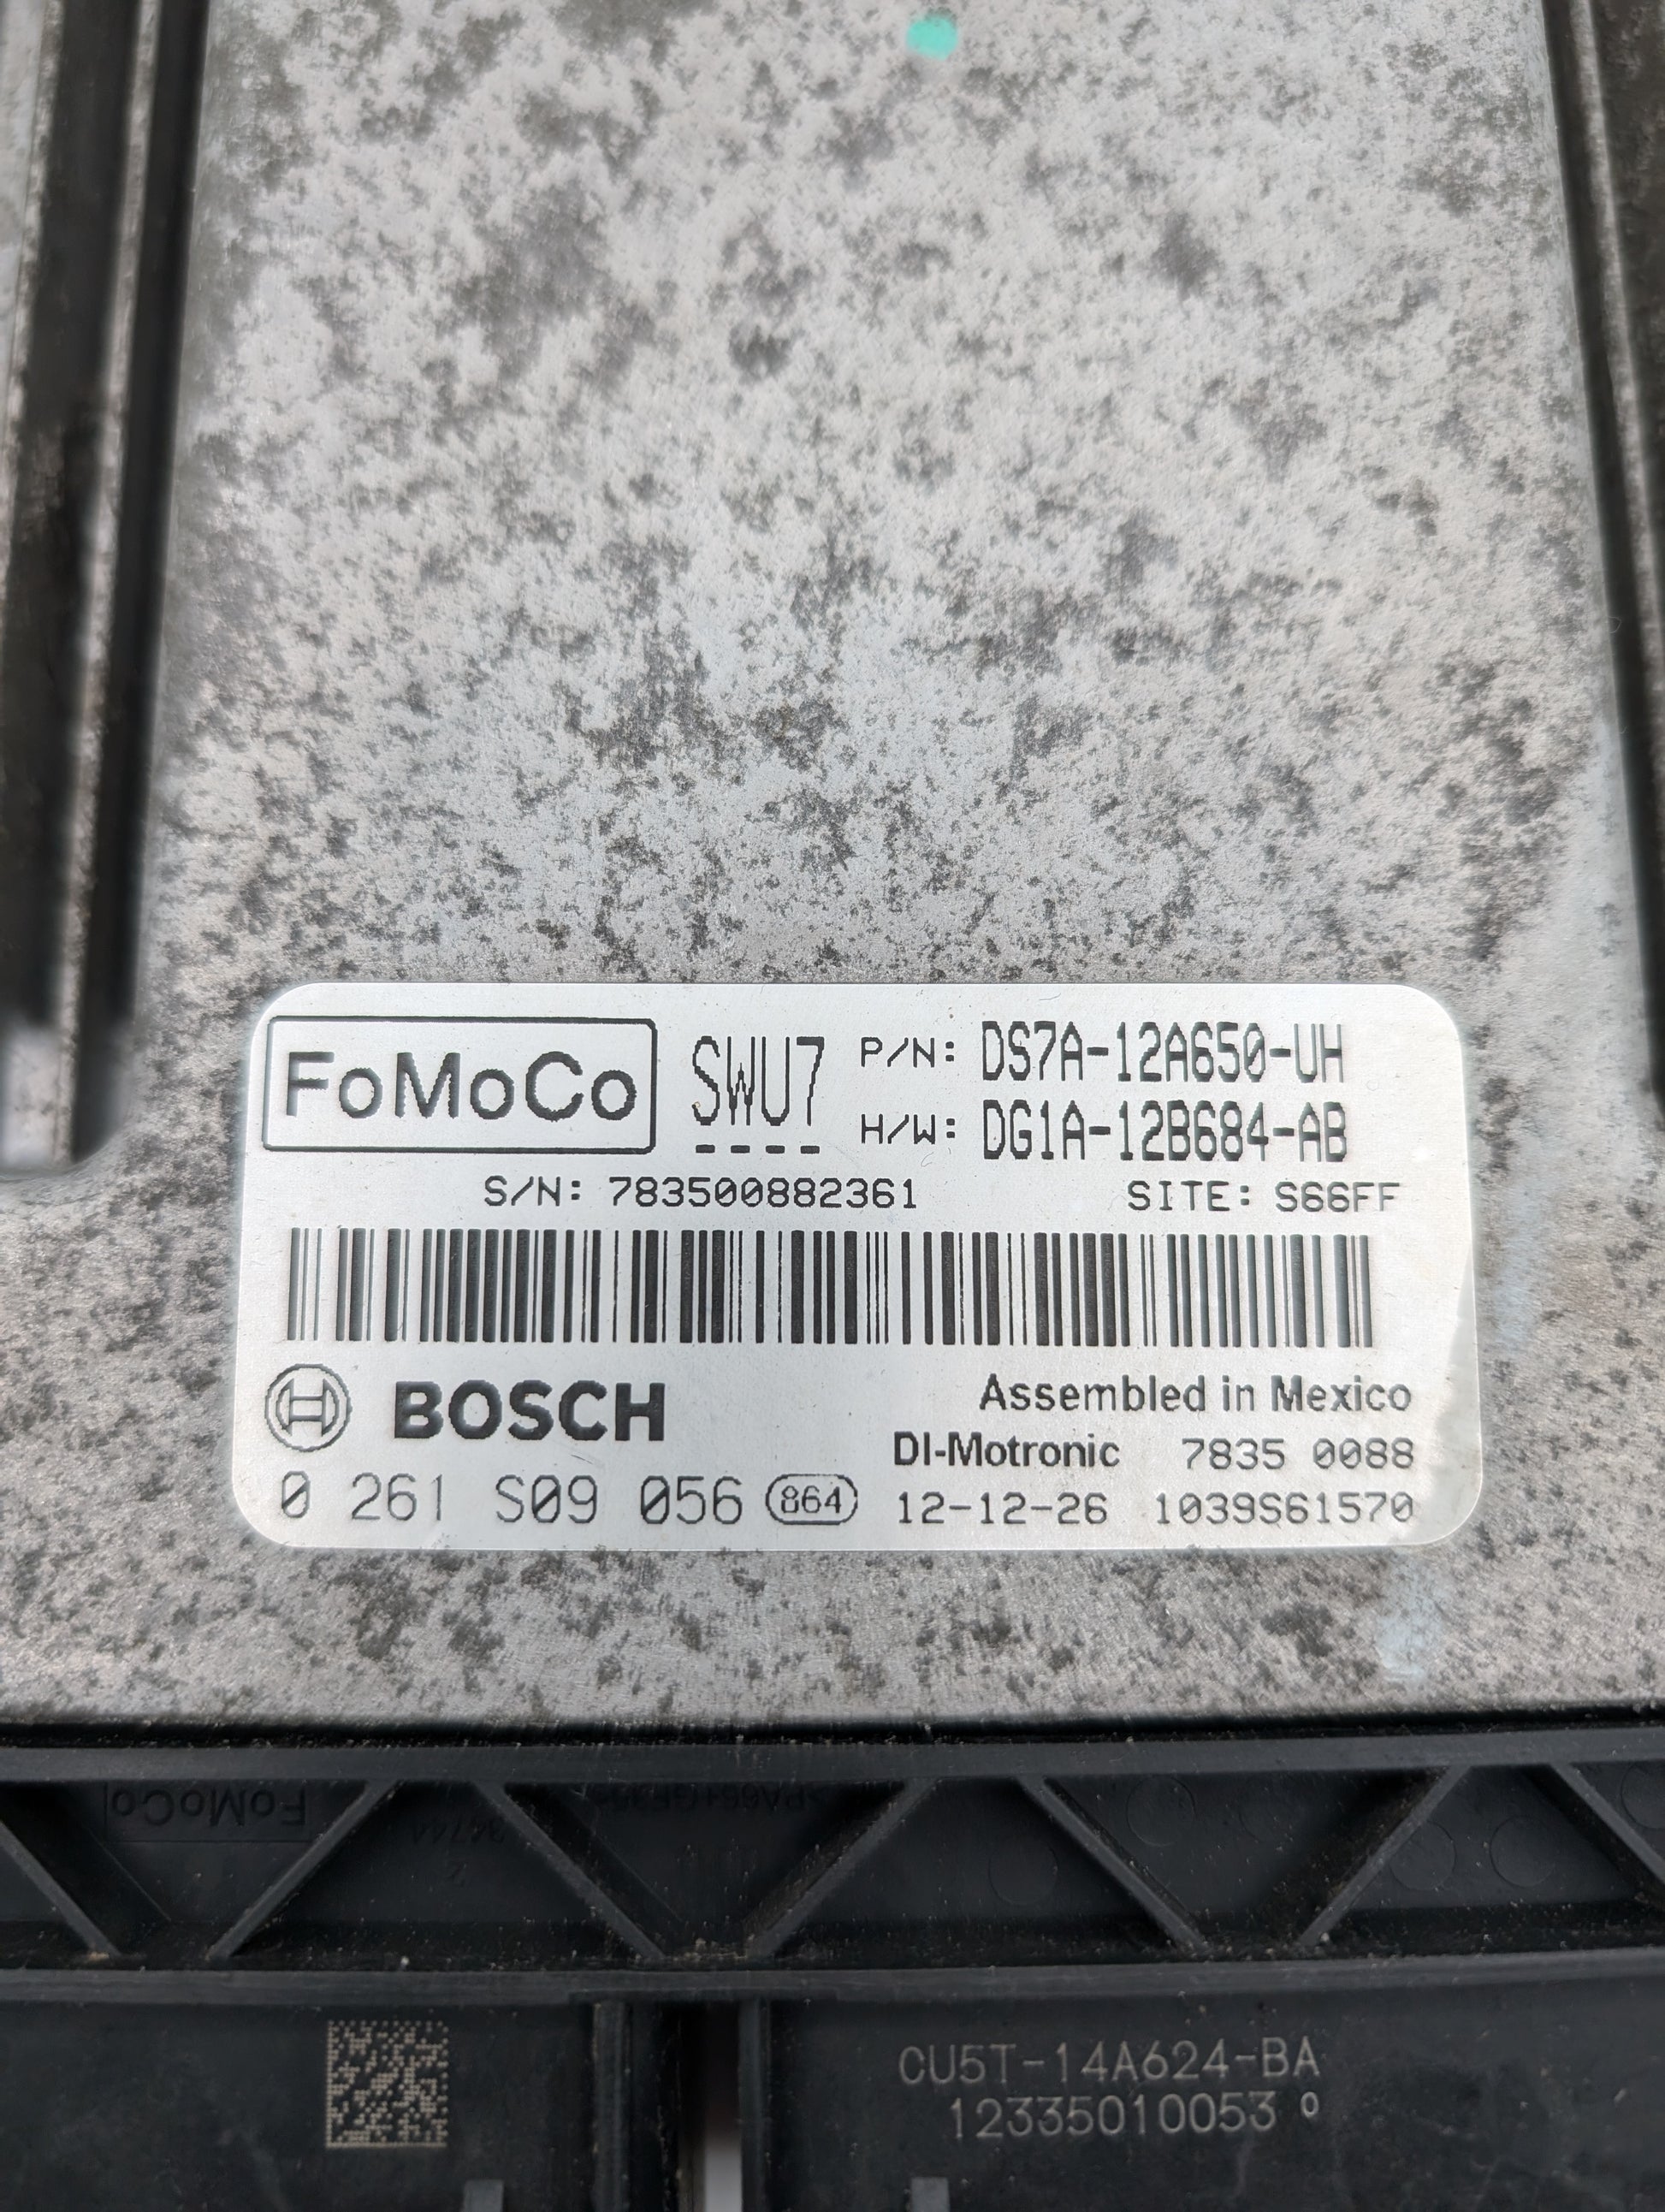 FoMoCo SWU7 P/N: DS7A-12A650-UH
H/W: DG1A-12B684-AB
S/N: 783500882361 SITE: S66FF
BOSCH Assembled in Mexico
DI-Motronic 7835 0088
0 261 S09 056 864 12-12-26 1039S61570
FoMoCo
CU5T-14A624-BA
12335010053 0